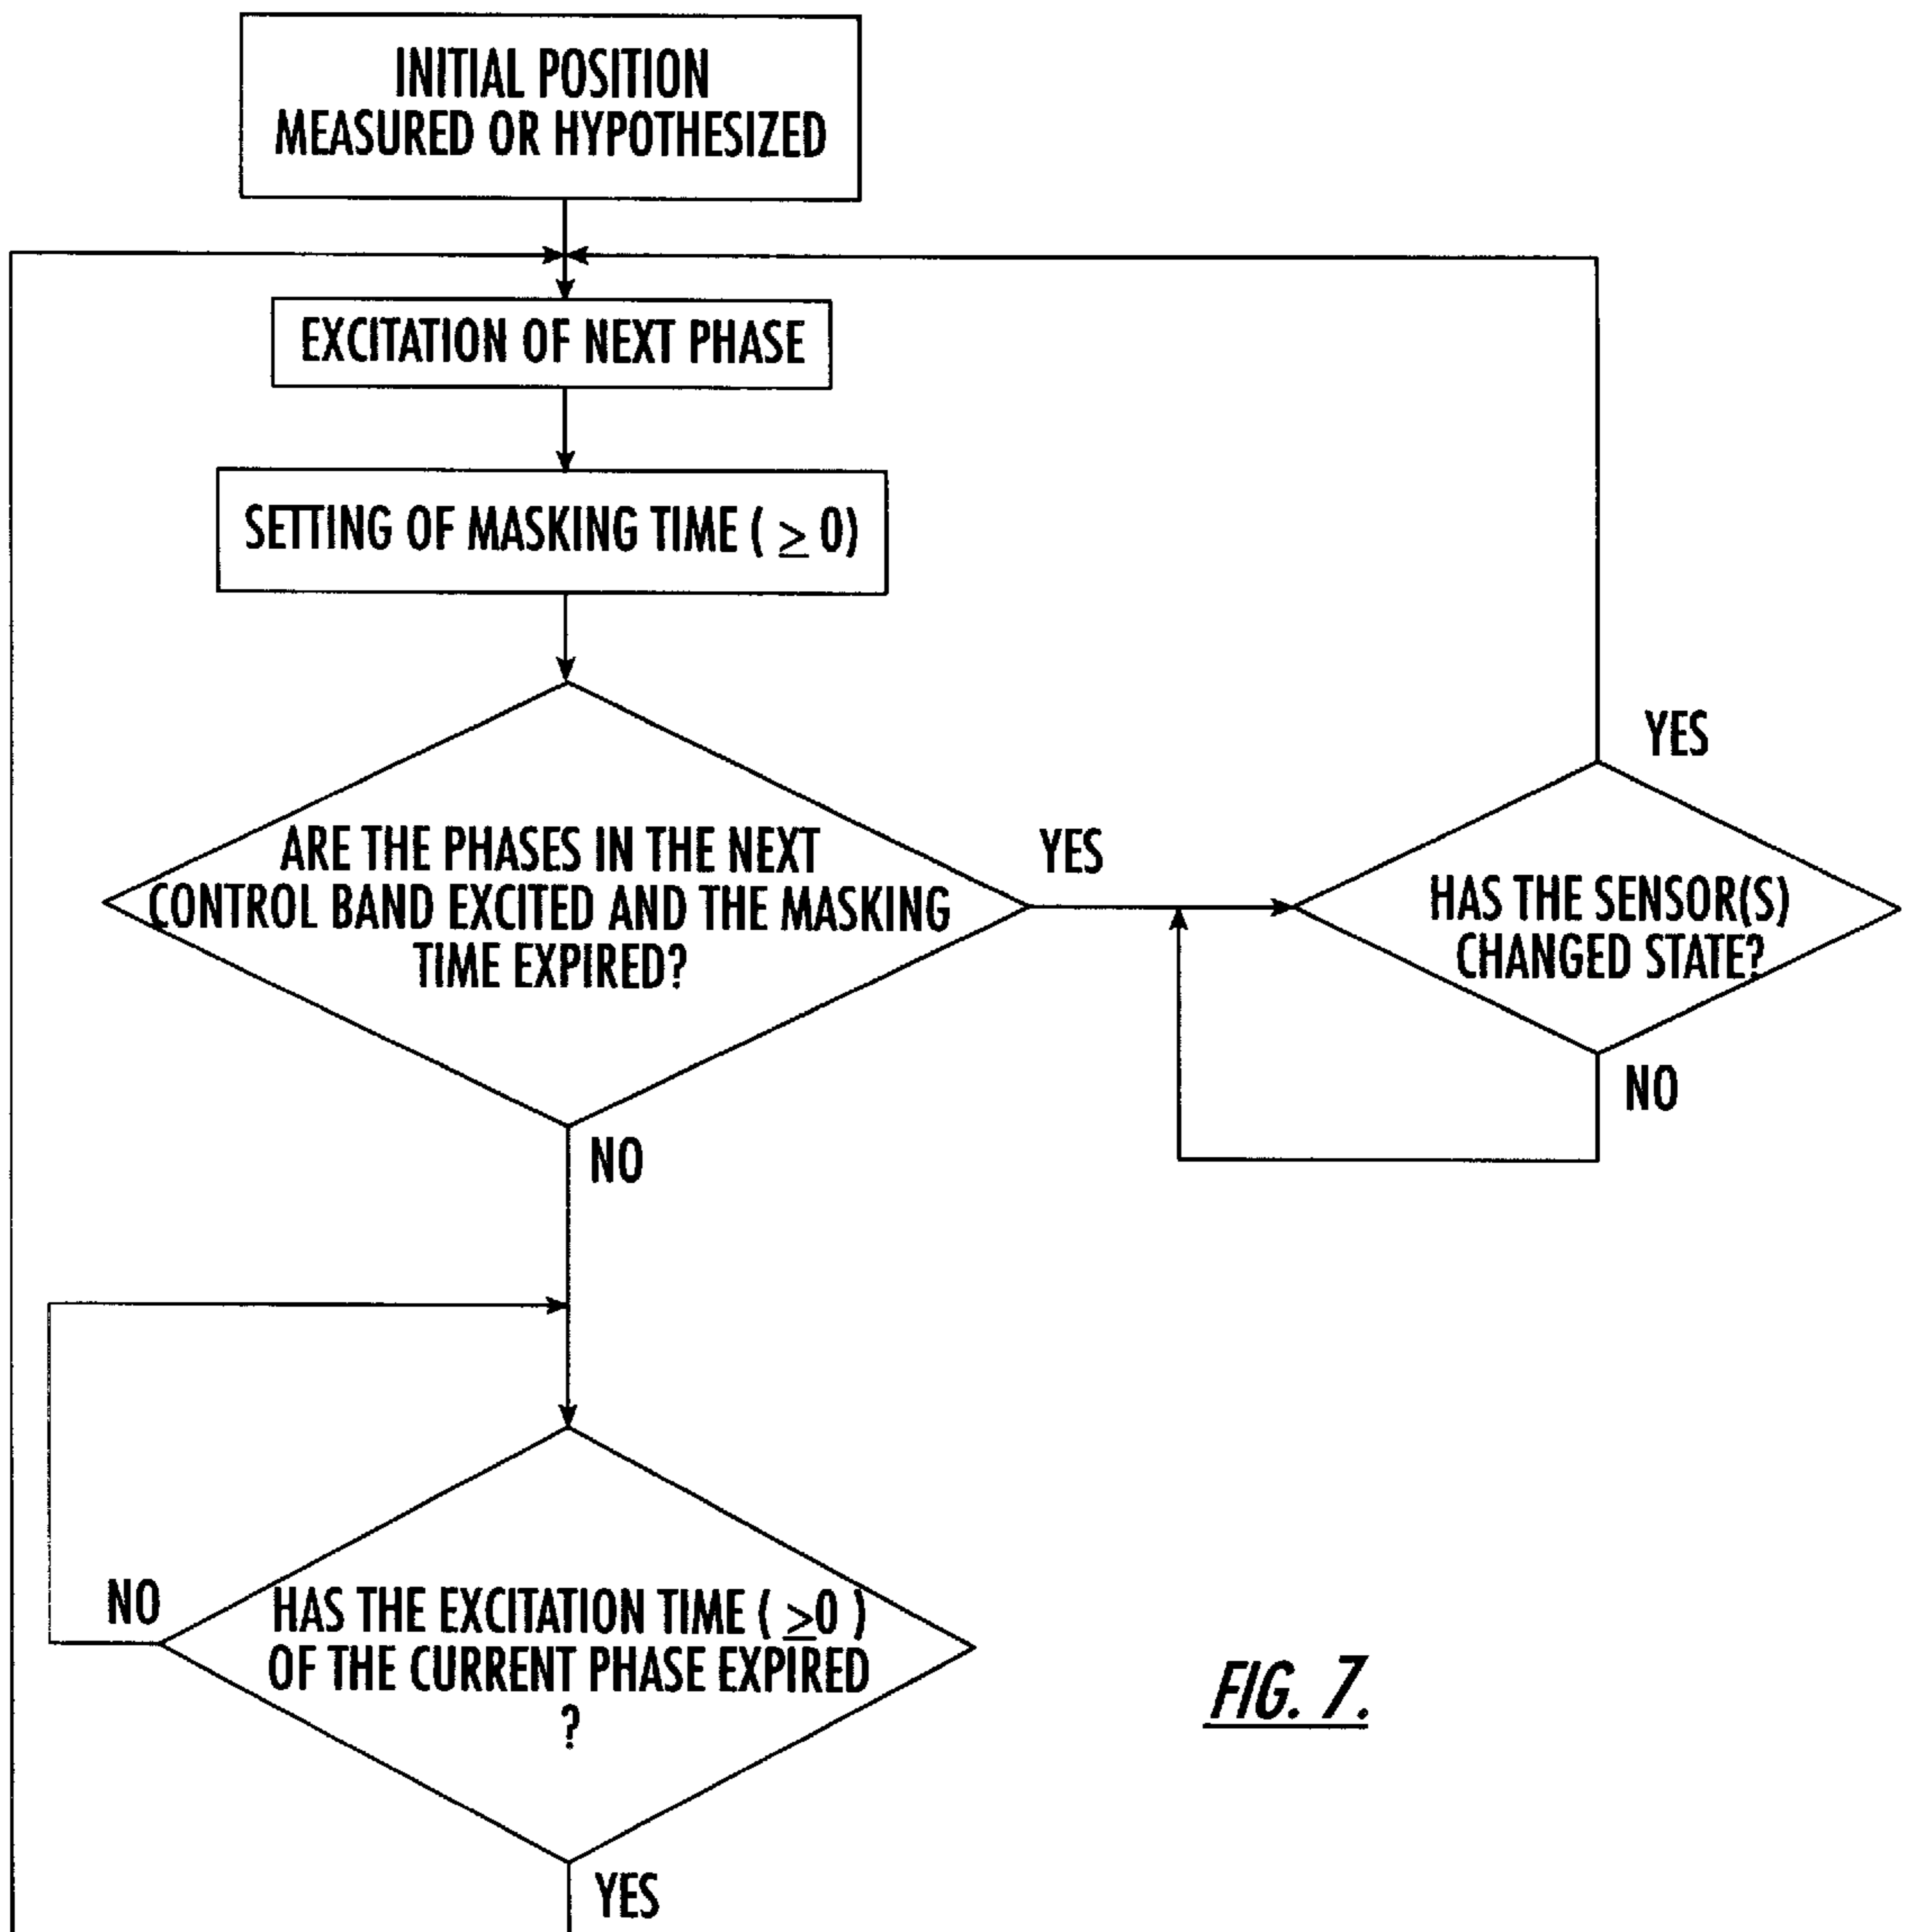 INITIAL POSITION
MEASURED OR HYPOTHESIZED
EXCITATION OF NEXT PHASE
SETTING OF MASKING TIME ( ≥ 0)
ARE THE PHASES IN THE NEXT
CONTROL BAND EXCITED AND THE MASKING
TIME EXPIRED?
YES
HAS THE SENSOR(S)
CHANGED STATE?
YES
NO
NO
HAS THE EXCITATION TIME ( ≥0 )
OF THE CURRENT PHASE EXPIRED
?
NO
YES
FIG. 7.